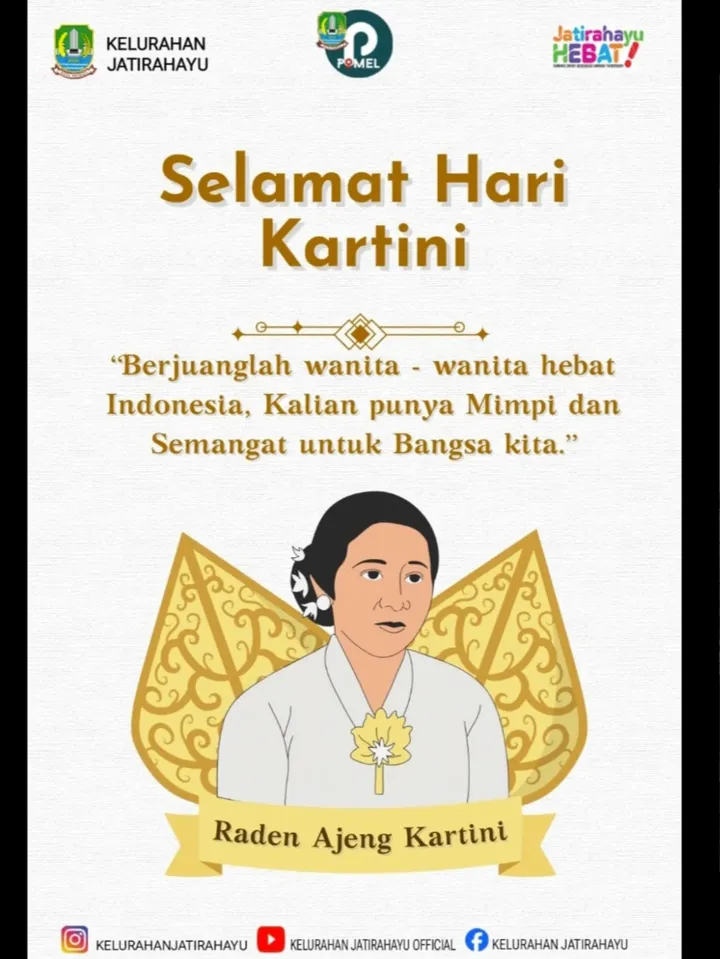 KELURAHAN
JATIRAHAYU
POMEL
Jatirahayu
HEBAT!
Selamat Hari
Kartini
“Berjuanglah wanita - wanita hebat
Indonesia, Kalian punya Mimpi dan
Semangat untuk Bangsa kita.”
Raden Ajeng Kartini
KELURAHANJATIRAHAYU
KELURAHAN JATIRAHAYU OFFICIAL
KELURAHAN JATIRAHAYU